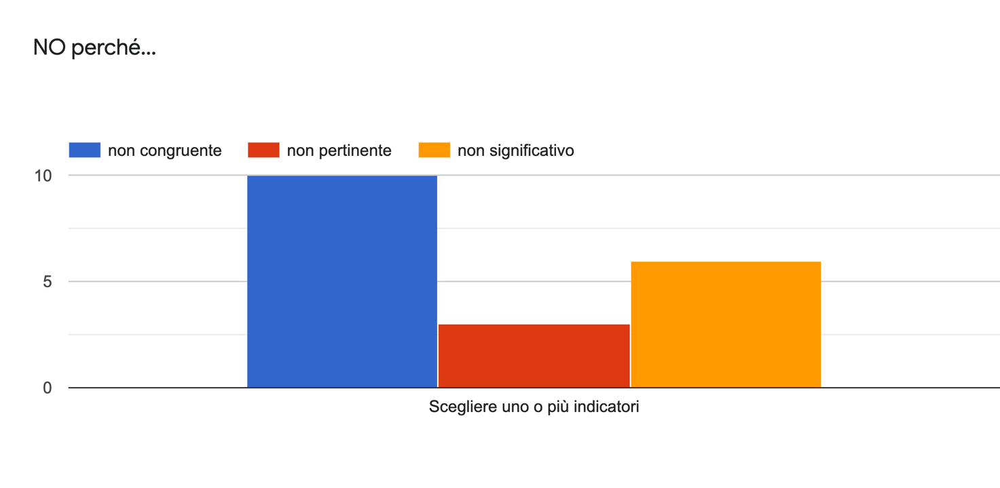 NO perché...
non congruente non pertinente non significativo
10
5
0
Scegliere uno o più indicatori